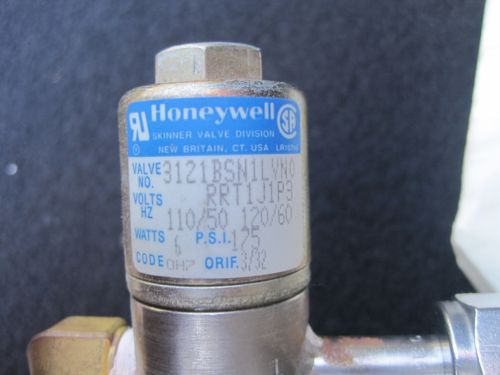 Honeywell
SKINNER VALVE DIVISION
NEW BRITAIN, CT. USA
VALVE NO. 3121BSN1LVN0
RRT1J1P3
VOLTS HZ 110/50 120/60
WATTS 6 P.S.I. 175
CODE 0H7 ORIF. 3/32